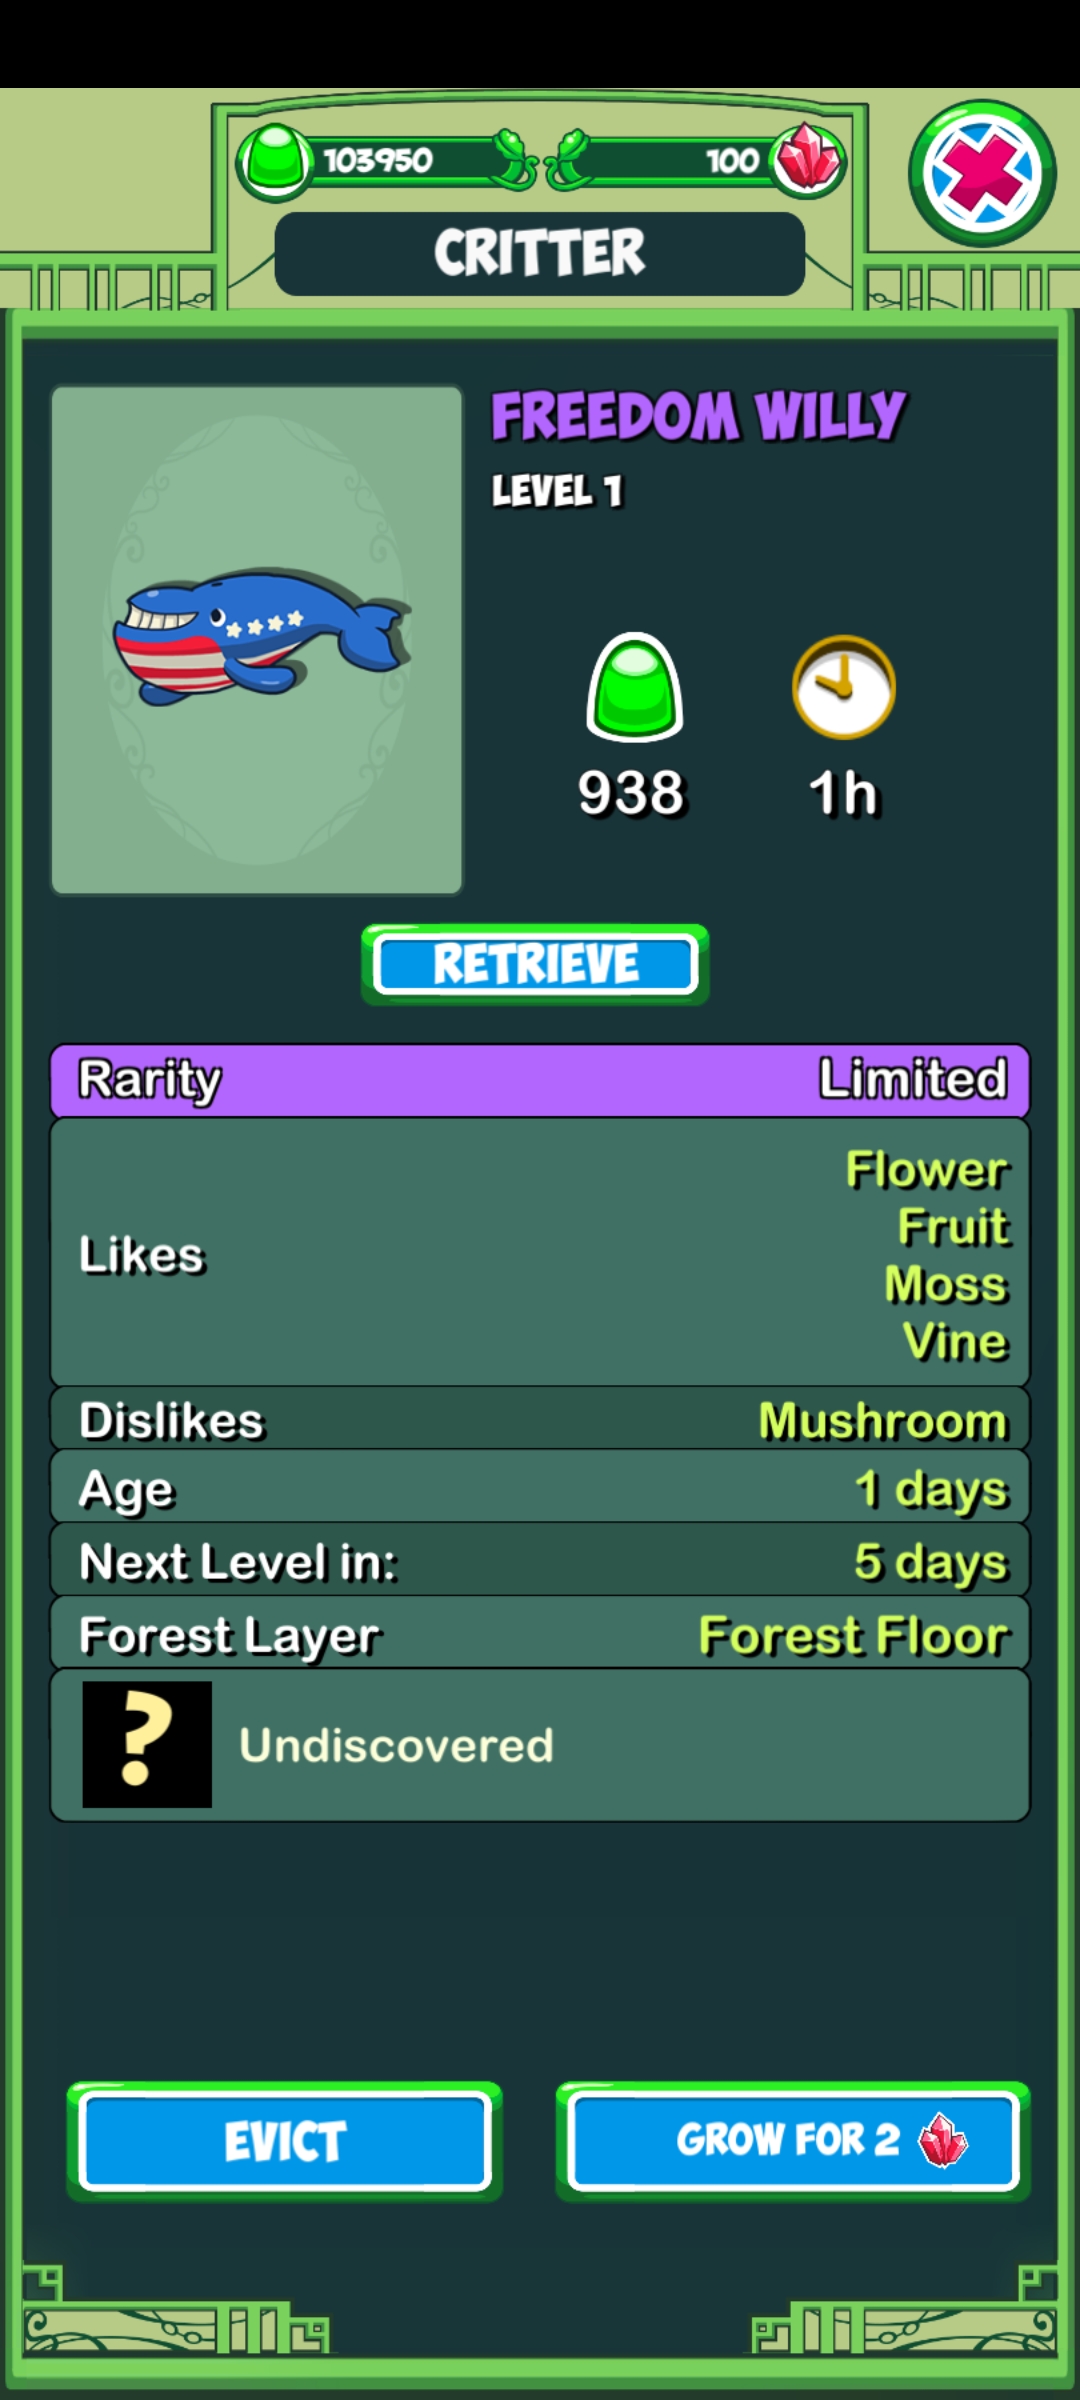 103950
100
CRITTER
FREEDOM WILLY
LEVEL 1
938
1h
RETRIEVE
Rarity Limited
Likes
Flower
Fruit
Moss
Vine
Dislikes Mushroom
Age 1 days
Next Level in: 5 days
Forest Layer Forest Floor
? Undiscovered
EVICT
GROW FOR 2